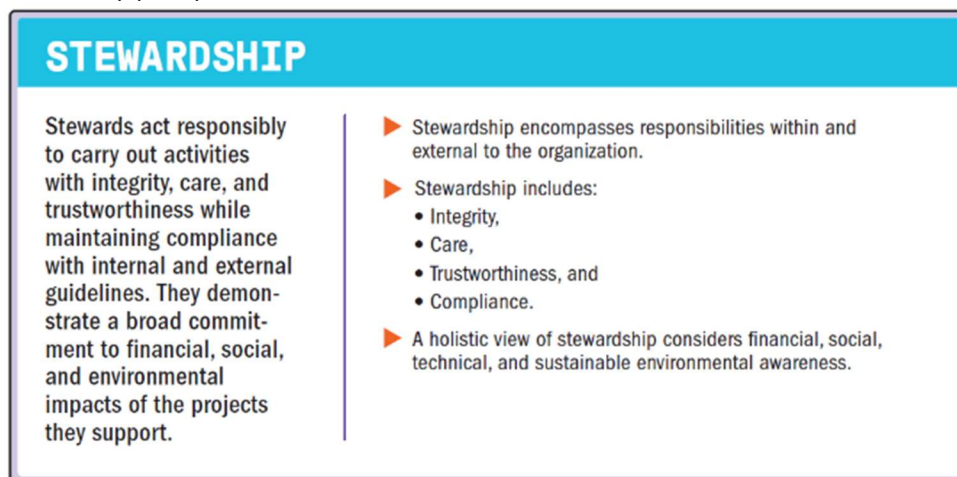 STEWARDSHIP
Stewards act responsibly
to carry out activities
with integrity, care, and
trustworthiness while
maintaining compliance
with internal and external
guidelines. They demon-
strate a broad commit-
ment to financial, social,
and environmental
impacts of the projects
they support.
▶ Stewardship encompasses responsibilities within and
external to the organization.
▶ Stewardship includes:
• Integrity,
• Care,
• Trustworthiness, and
• Compliance.
▶ A holistic view of stewardship considers financial, social,
technical, and sustainable environmental awareness.